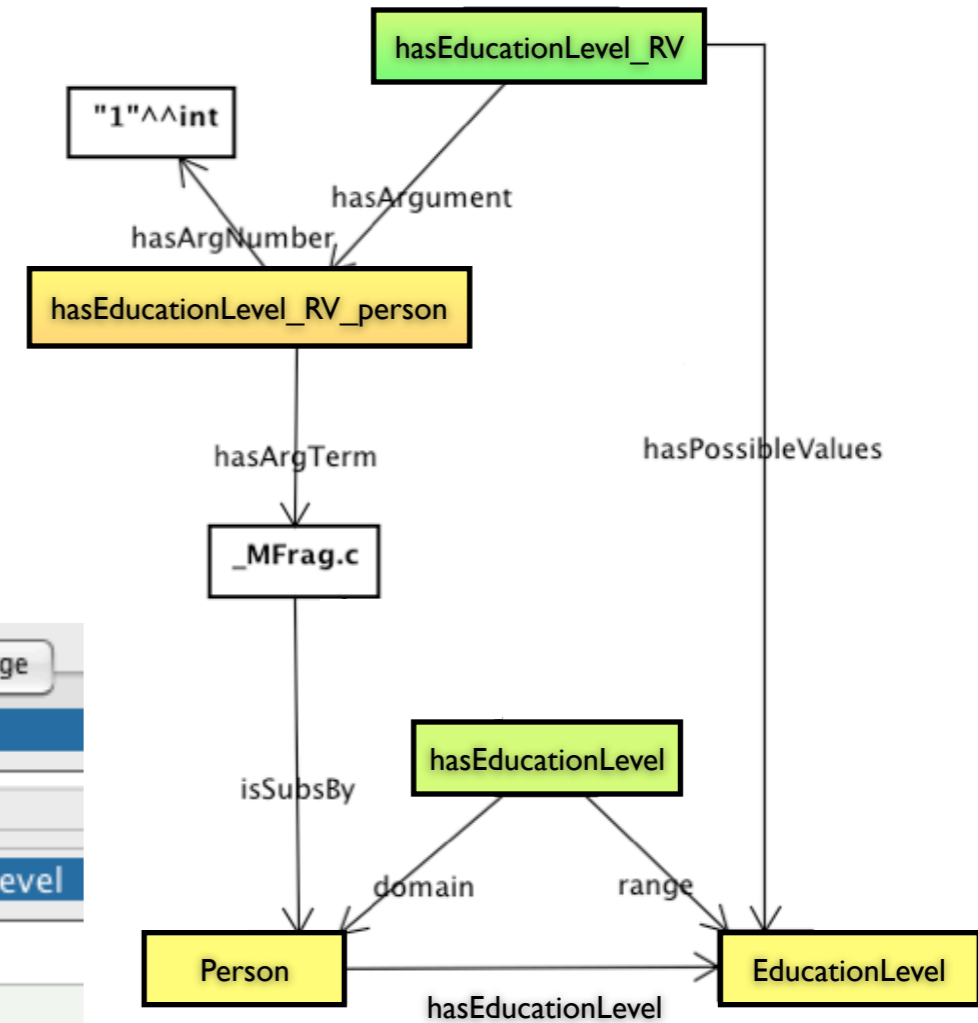 hasEducationLevel_RV
"1"^^int
hasArgument
hasArgNumber
hasEducationLevel_RV_person
hasArgTerm
hasPossibleValues
_MFrag.c
ge
hasEducationLevel
isSubsBy
evel
domain
range
Person
EducationLevel
hasEducationLevel